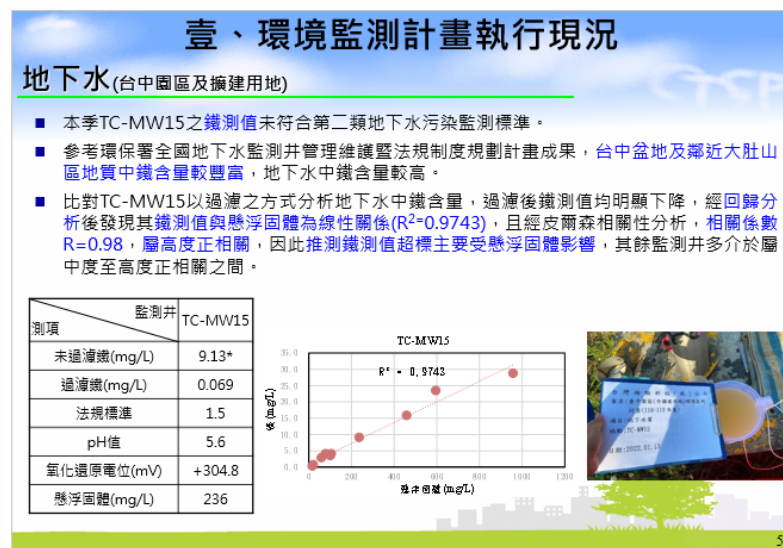 壹、環境監測計畫執行現況
CTSP
地下水(台中園區及擴建用地)
■ 本季TC-MW15之鐵測值未符合第二類地下水污染監測標準。
■ 參考環保署全國地下水監測井管理維護暨法規制度規劃計畫成果，台中盆地及鄰近大肚山
區地質中鐵含量較豐富，地下水中鐵含量較高。
■ 比對TC-MW15以過濾之方式分析地下水中鐵含量，過濾後鐵測值均明顯下降，經回歸分
析後發現其鐵測值與懸浮固體為線性關係(R²=0.9743)，且經皮爾森相關性分析，相關係數
R=0.98，屬高度正相關，因此推測鐵測值超標主要受懸浮固體影響，其餘監測井多介於屬
中度至高度正相關之間。
監測井
測項
TC-MW15
未過濾鐵(mg/L) 9.13*
過濾鐵(mg/L) 0.069
法規標準 1.5
pH值 5.6
氧化還原電位(mV) +304.8
懸浮固體(mg/L) 236
TC-MW15
R² = 0.9743
鐵 (mg/L)
35.0
30.0
25.0
20.0
15.0
10.0
5.0
0.0
0 200 400 600 800 1000 1200
懸浮固體 (mg/L)
TC-MW15
日期:2022.01.13